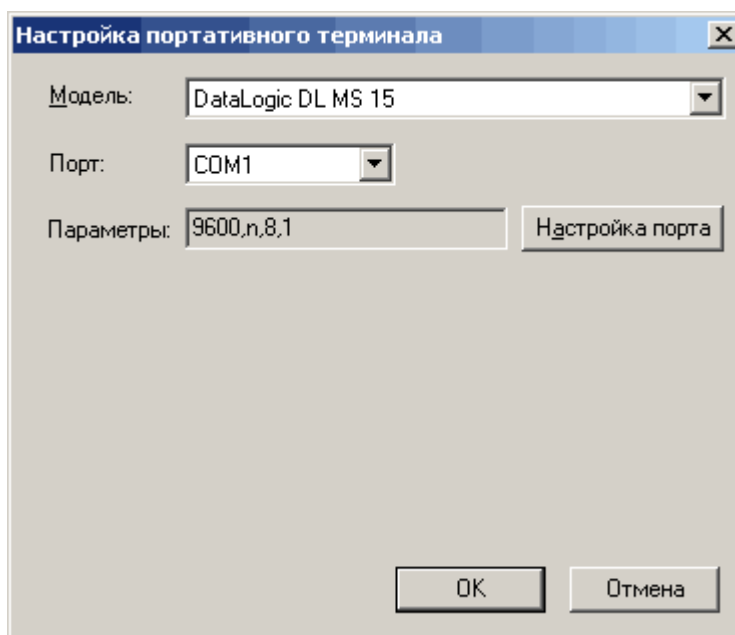 Настройка портативного терминала
Модель: DataLogic DL MS 15
Порт: COM1
Параметры: 9600,n,8,1 Настройка порта
OK Отмена